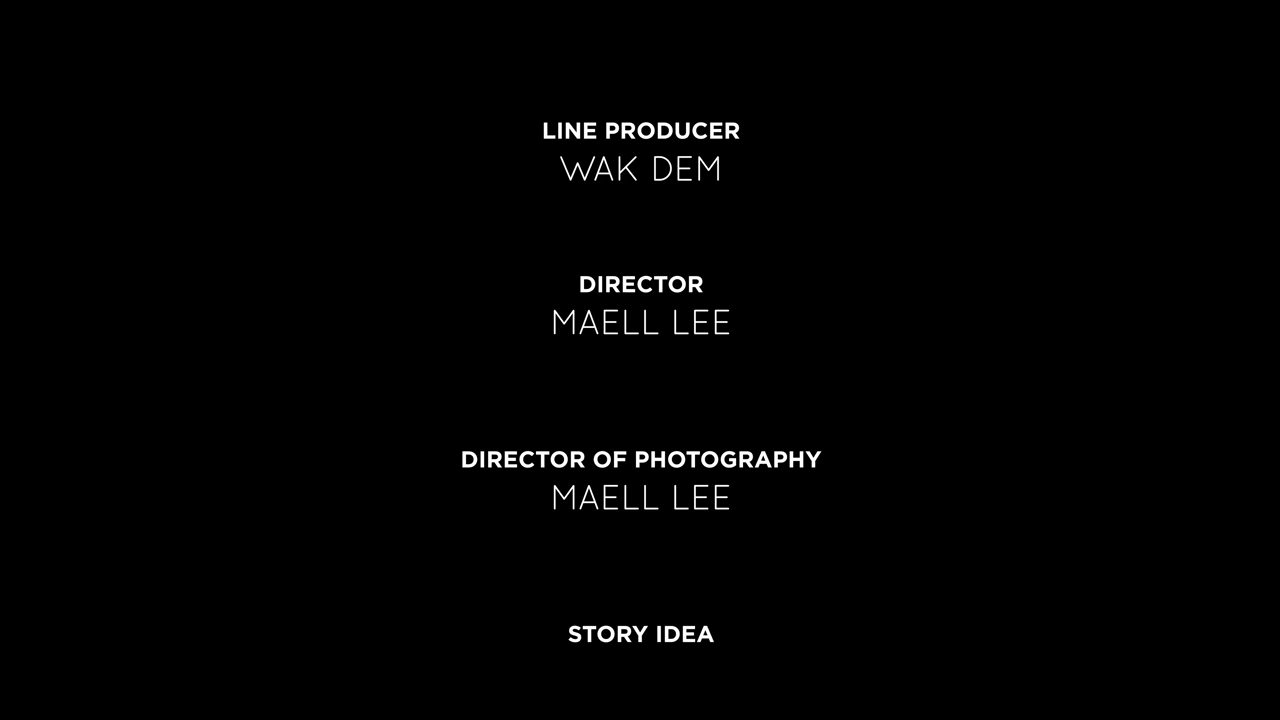 LINE PRODUCER
WAK DEM
DIRECTOR
MAELL LEE
DIRECTOR OF PHOTOGRAPHY
MAELL LEE
STORY IDEA